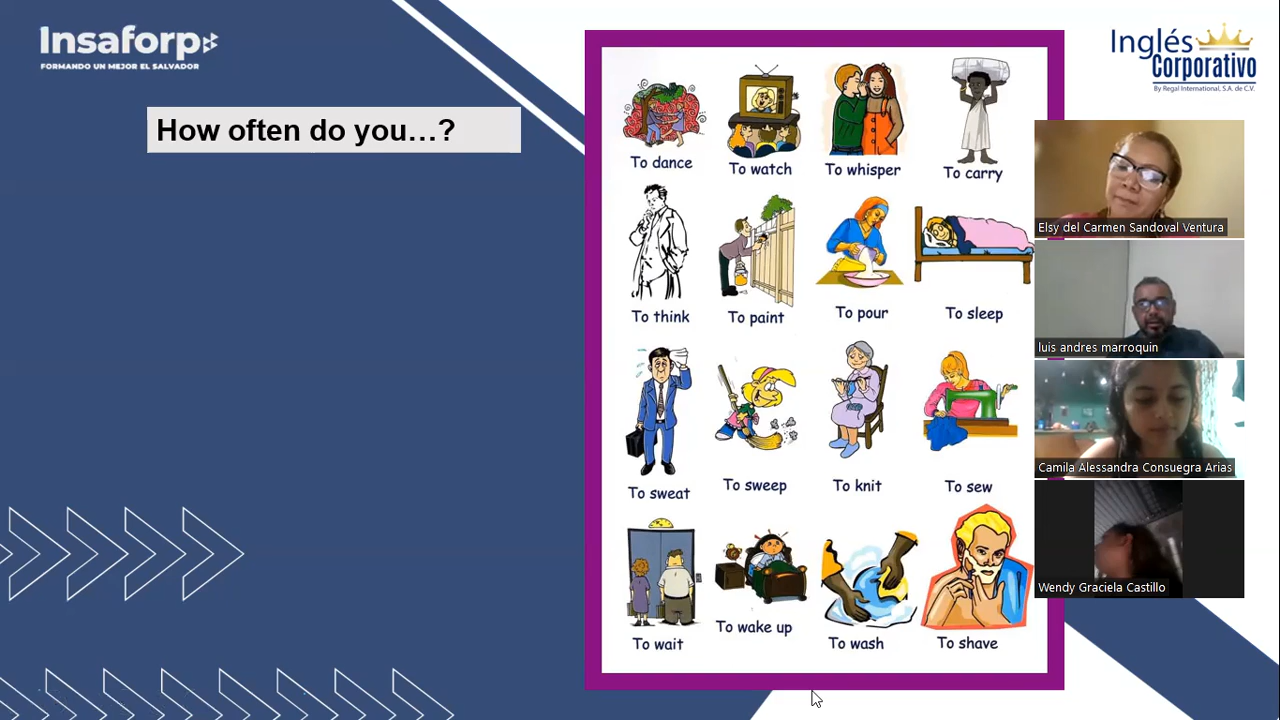 Insaforp
FORMANDO UN MEJOR EL SALVADOR
Inglés
Corporativo
By Regal International, S.A. de C.V.
How often do you…?
To dance
To watch
To whisper
To carry
To think
To paint
To pour
To sleep
To sweat
To sweep
To knit
To sew
To wait
To wake up
To wash
To shave
Elsy del Carmen Sandoval Ventura
luis andres marroquin
Camila Alessandra Consuegra Arias
Wendy Graciela Castillo